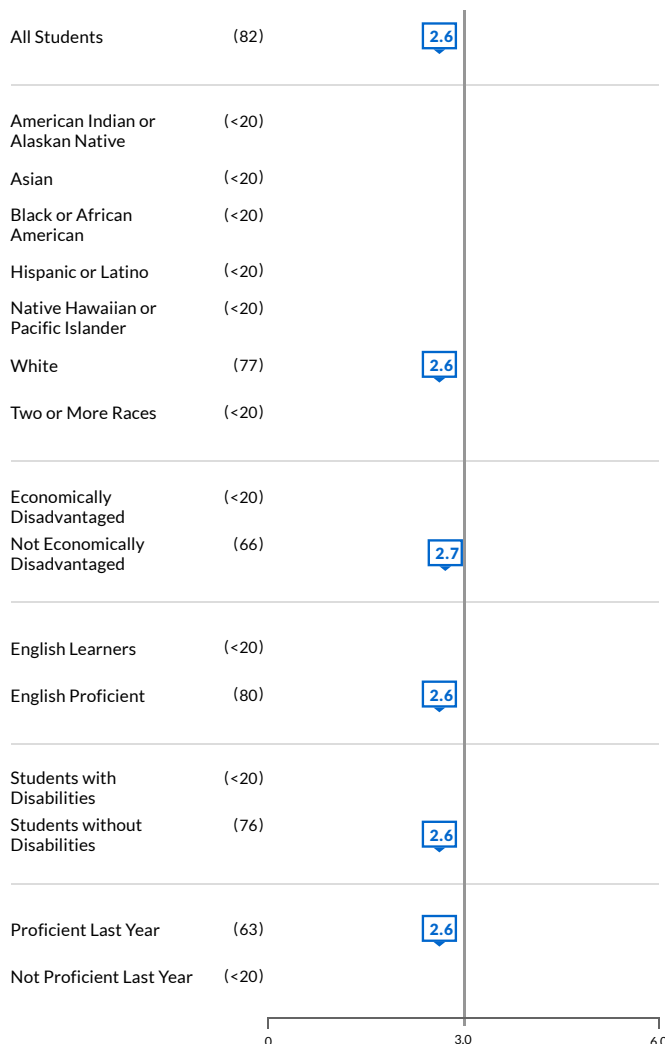 All Students (82) 2.6
American Indian or (<20)
Alaskan Native
Asian (<20)
Black or African (<20)
American
Hispanic or Latino (<20)
Native Hawaiian or (<20)
Pacific Islander
White (77) 2.6
Two or More Races (<20)
Economically (<20)
Disadvantaged
Not Economically (66) 2.7
Disadvantaged
English Learners (<20)
English Proficient (80) 2.6
Students with (<20)
Disabilities
Students without (76) 2.6
Disabilities
Proficient Last Year (63) 2.6
Not Proficient Last Year (<20)
0 3.0 6.0